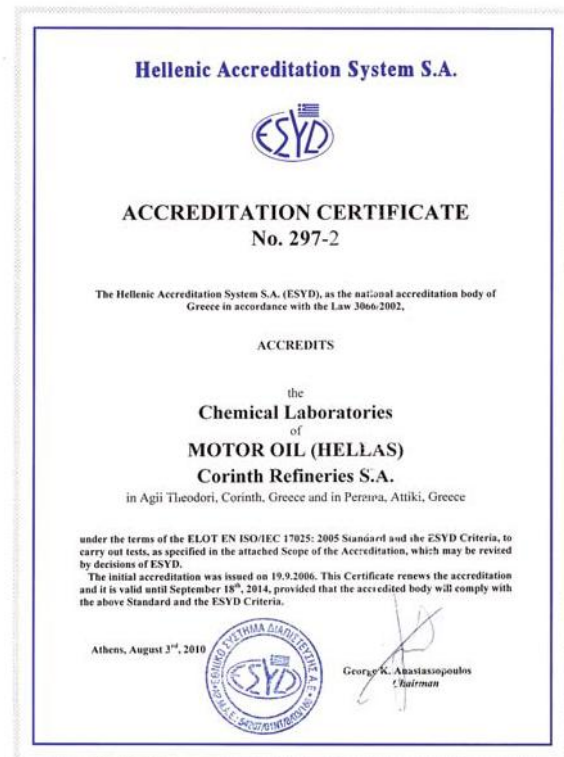 Hellenic Accreditation System S.A.
ΕΣΥD
ACCREDITATION CERTIFICATE
No. 297-2
The Hellenic Accreditation System S.A. (ESYD), as the national accreditation body of
Greece in accordance with the Law 3066/2002,
ACCREDITS
the
Chemical Laboratories
of
MOTOR OIL (HELLAS)
Corinth Refineries S.A.
in Agii Theodori, Corinth, Greece and in Perama, Attiki, Greece
under the terms of the ELOT EN ISO/IEC 17025: 2005 Standard and the ESYD Criteria, to
carry out tests, as specified in the attached Scope of the Accreditation, which may be revised
by decisions of ESYD.
The initial accreditation was issued on 19.9.2006. This Certificate renews the accreditation
and it is valid until September 18th, 2014, provided that the accredited body will comply with
the above Standard and the ESYD Criteria.
Athens, August 3rd, 2010
ΕΘΝΙΚΟ ΣΥΣΤΗΜΑ ΔΙΑΠΙΣΤΕΥΣΗΣ Α.Ε
ΕΣΥD
George K. Anastassopoulos
Chairman